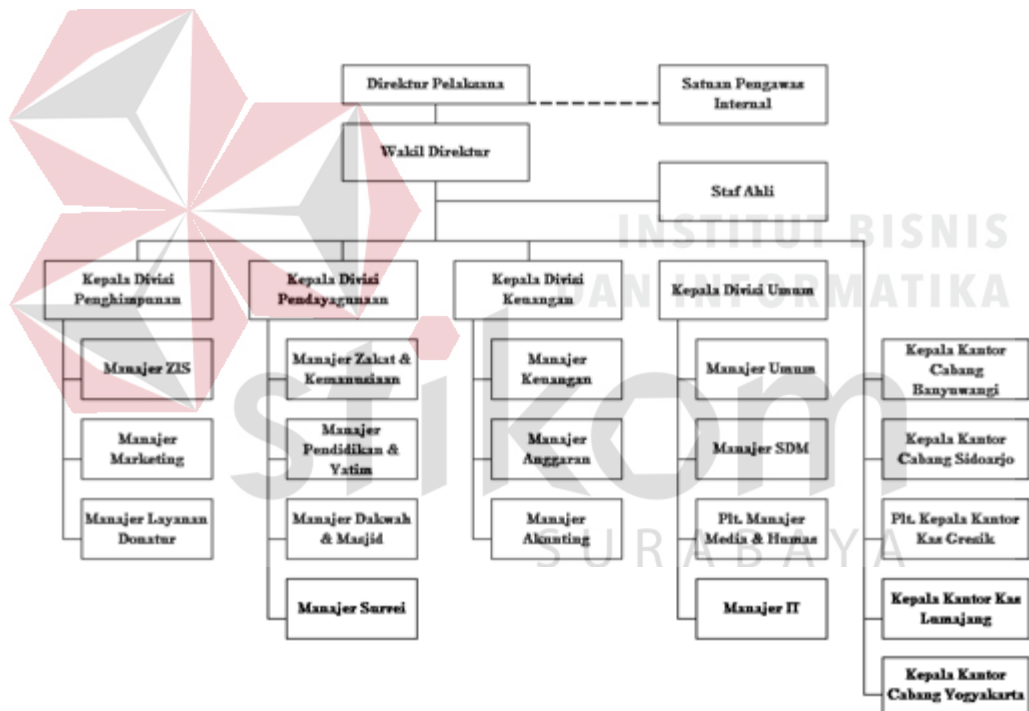 Direktur Pelaksana
Satuan Pengawas
Internal
Wakil Direktur
Staf Ahli
INSTITUT BISNIS
DAN INFORMATIKA
Kepala Divisi
Penghimpunan
Kepala Divisi
Pendayagunaan
Kepala Divisi
Keuangan
Kepala Divisi Umum
Manajer ZIS
Manajer Zakat &
Kemanusiaan
Manajer
Keuangan
Manajer Umum
Kepala Kantor
Cabang
Banyuwangi
Manajer
Marketing
Manajer
Pendidikan &
Yatim
Manajer
Anggaran
Manajer SDM
Kepala Kantor
Cabang Sidoarjo
Manajer Layanan
Donatur
Manajer Dakwah
& Masjid
Manajer
Akunting
Plt. Manajer
Media & Humas
Plt. Kepala Kantor
Kas Gresik
Manajer Survei
Manajer IT
Kepala Kantor Kas
Lumajang
Kepala Kantor
Cabang Yogyakarta
stikom
SURABAYA